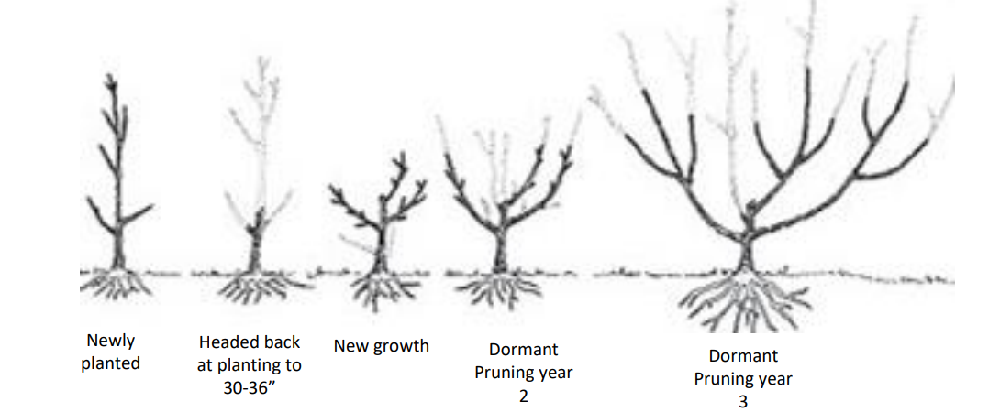 Newly
planted
Headed back
at planting to
30-36”
New growth
Dormant
Pruning year
2
Dormant
Pruning year
3